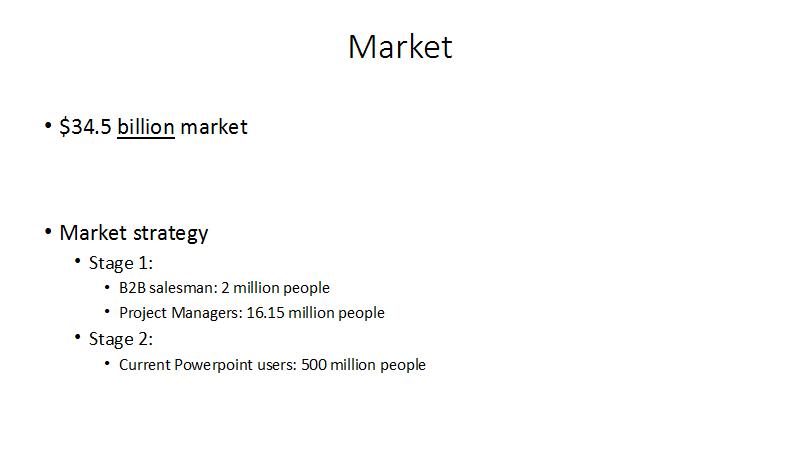 Market
• $34.5 billion market
• Market strategy
• Stage 1:
• B2B salesman: 2 million people
• Project Managers: 16.15 million people
• Stage 2:
• Current Powerpoint users: 500 million people